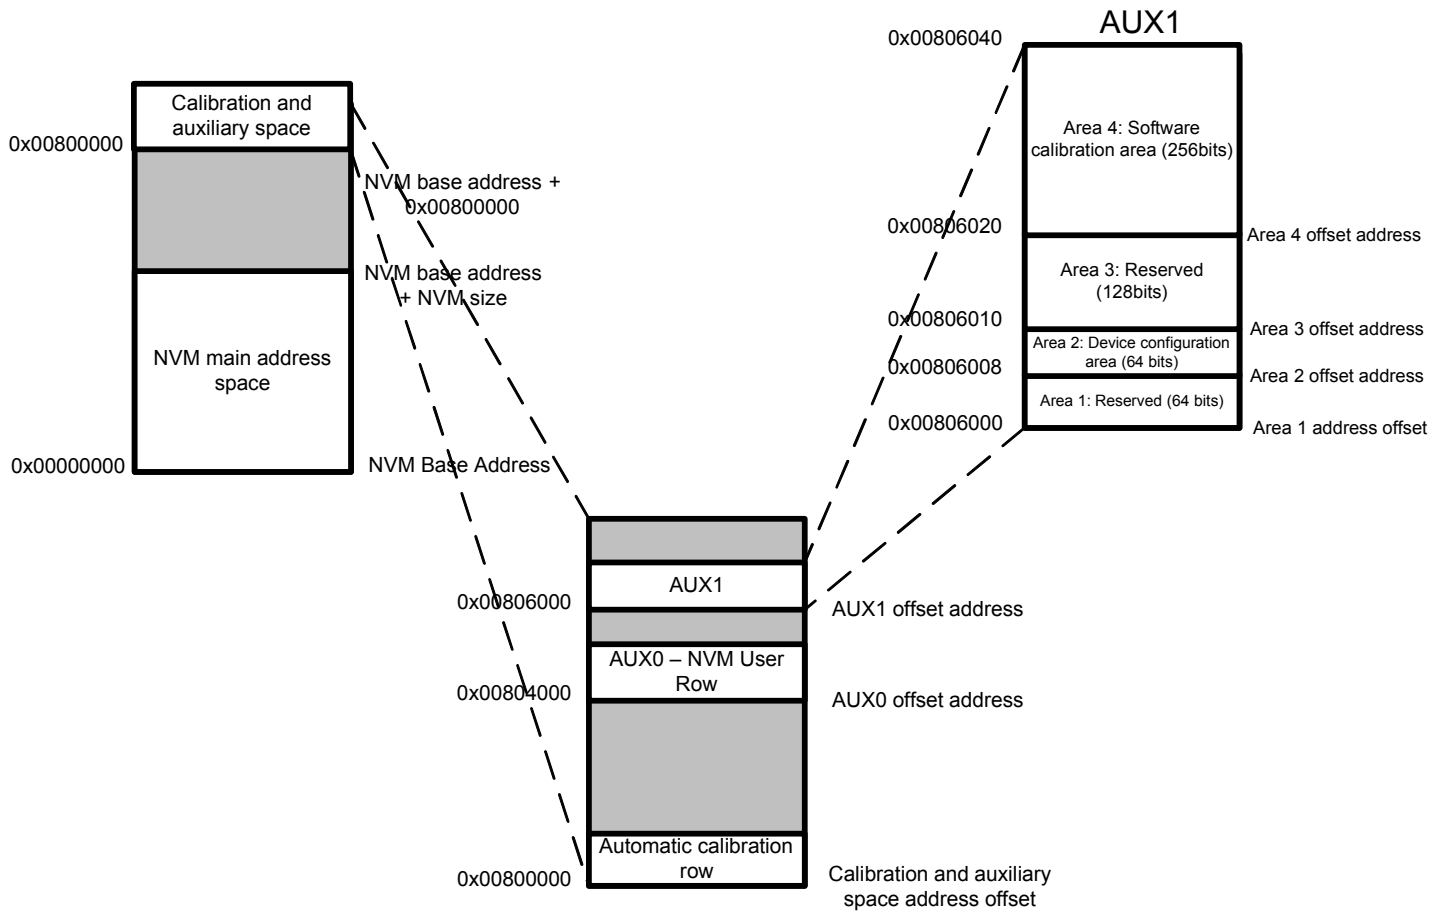 Calibration and
auxiliary space
0x00800000
NVM base address +
0x00800000
NVM base address
+ NVM size
NVM main address
space
0x00000000
NVM Base Address
AUX1
0x00806040
Area 4: Software
calibration area (256bits)
0x00806020
Area 4 offset address
Area 3: Reserved
(128bits)
0x00806010
Area 3 offset address
Area 2: Device configuration
area (64 bits)
0x00806008
Area 2 offset address
Area 1: Reserved (64 bits)
0x00806000
Area 1 address offset
AUX1
0x00806000
AUX1 offset address
AUX0 – NVM User
Row
0x00804000
AUX0 offset address
Automatic calibration
row
0x00800000
Calibration and auxiliary
space address offset